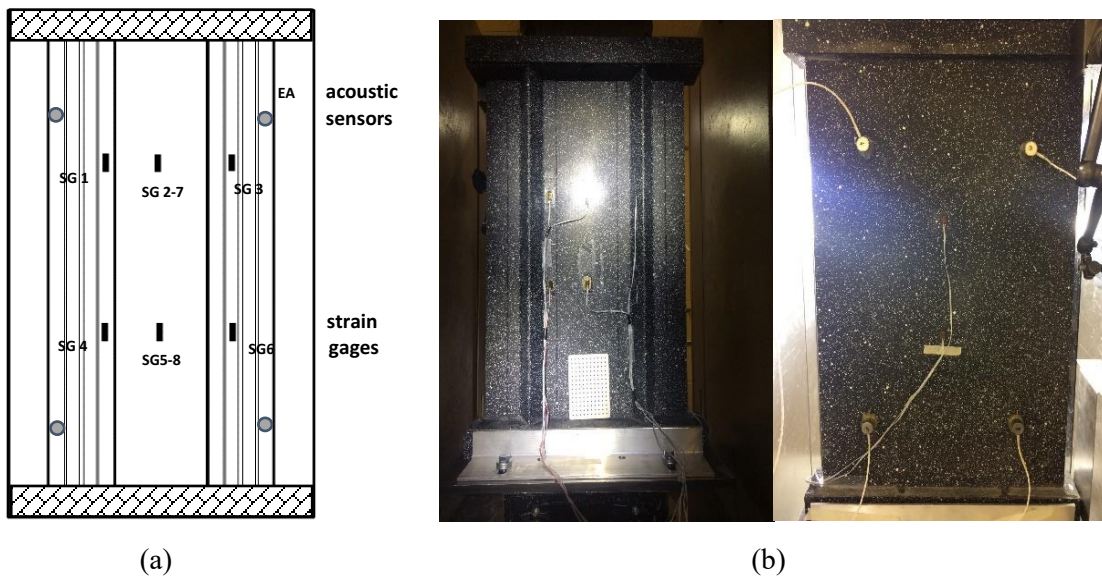 EA
acoustic
sensors
SG 1
SG 2-7
SG 3
strain
gages
SG 4
SG5-8
SG6
(a)
(b)